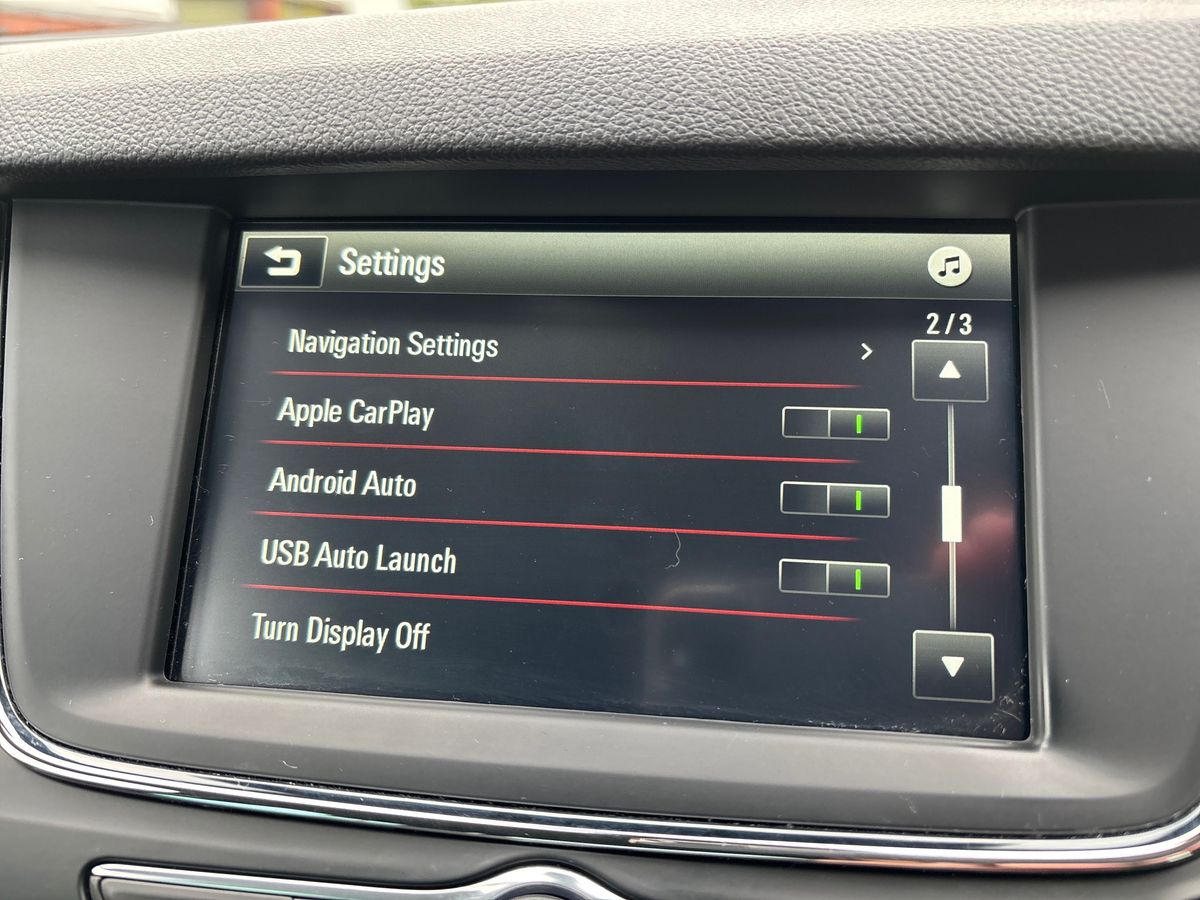 Settings
2/3
Navigation Settings
Apple CarPlay
Android Auto
USB Auto Launch
Turn Display Off